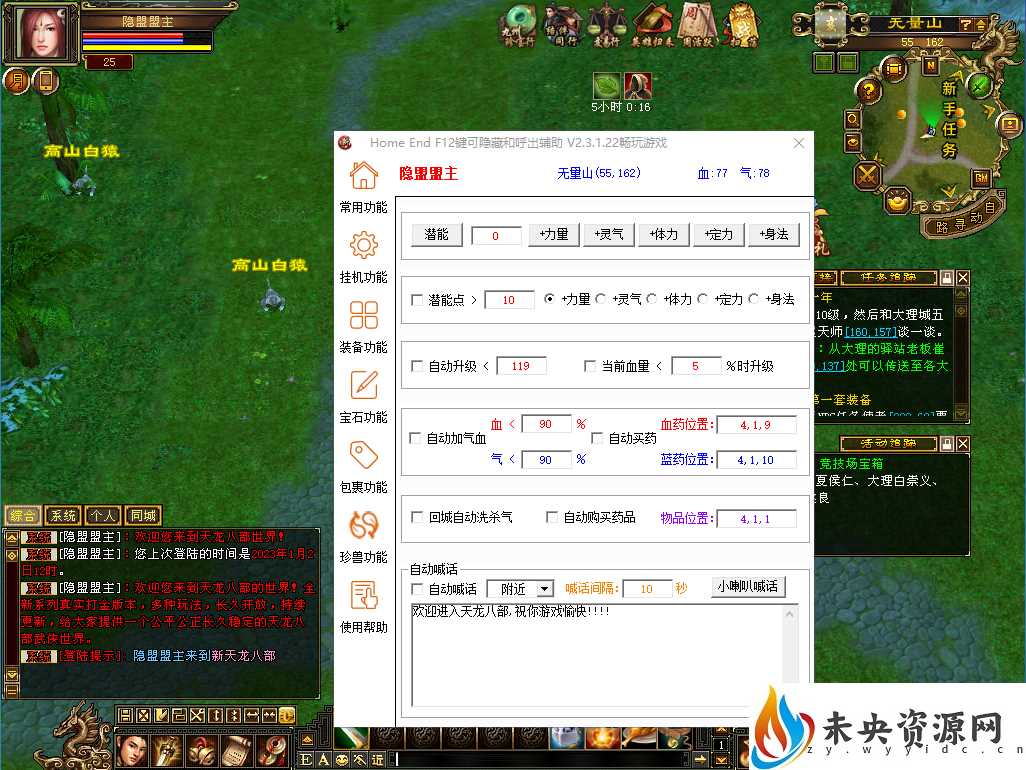 隐盟盟主
25
5小时 0:16
无量山
55 162
N
新手任务
GM
自动寻路
高山白猿
高山白猿
Home End F12键可隐藏和呼出辅助 V2.3.1.22畅玩游戏
隐盟盟主
无量山(55,162)
血:77 气:78
常用功能
挂机功能
装备功能
宝石功能
包裹功能
珍兽功能
使用帮助
潜能 0 +力量 +灵气 +体力 +定力 +身法
潜能点 > 10 +力量 +灵气 +体力 +定力 +身法
自动升级 < 119 当前血量 < 5 %时升级
自动加气血 血 < 90 % 自动买药 血药位置: 4,1,9
气 < 90 % 蓝药位置: 4,1,10
回城自动洗杀气 自动购买药品 物品位置: 4,1,1
自动喊话
自动喊话 附近 喊话间隔: 10 秒 小喇叭喊话
欢迎进入天龙八部,祝你游戏愉快!!!!
任务追踪
年
10级，然后和大理城五
天师[160,157]谈一谈。
：从大理的驿站老板崔
,137]处可以传送至各大
第一套装备
活动追踪
竞技场宝箱
夏侯仁、大理白崇义、
综合 系统 个人 同城
系统[隐盟盟主]：欢迎您来到天龙八部世界!
系统[隐盟盟主]：您上次登陆的时间是2023年1月2
日12时。
系统[隐盟盟主]：欢迎您来到天龙八部的世界! 全
新系列真实打金版本，多种玩法，长久开放，持续
更新，给大家提供一个公平公正长久稳定的天龙八
部武侠世界。
系统[登陆提示]：隐盟盟主来到新天龙八部
E A 近
1
未央资源网
zy.wyyidc.cn